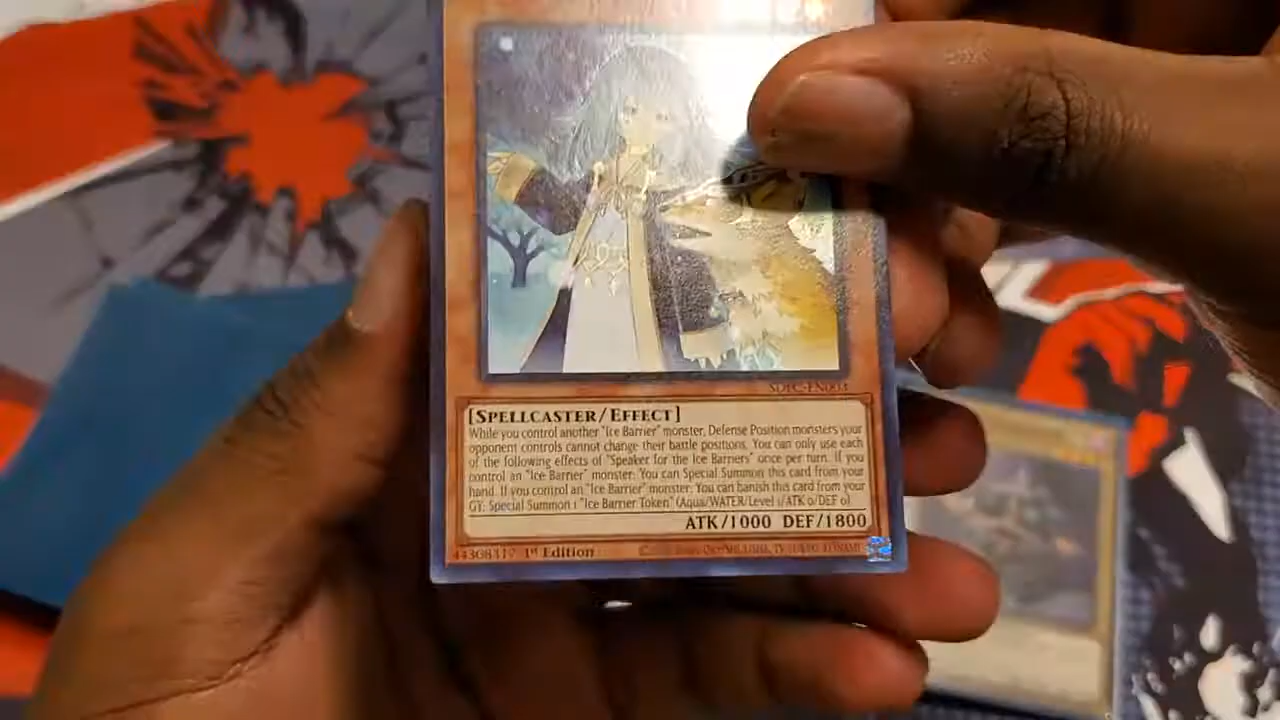 [SPELLCASTER/EFFECT]
While you control another "Ice Barrier" monster, Defense Position monsters your
opponent controls cannot change their battle positions. You can only use each
of the following effects of "Speaker for the Ice Barriers" once per turn. If you
control an "Ice Barrier" monster: You can Special Summon this card from your
hand. If you control an "Ice Barrier" monster: You can banish this card from your
GY; Special Summon 1 "Ice Barrier Token" (Aqua/WATER/Level 1/ATK 0/DEF 0)
ATK/1000 DEF/1800
1st Edition